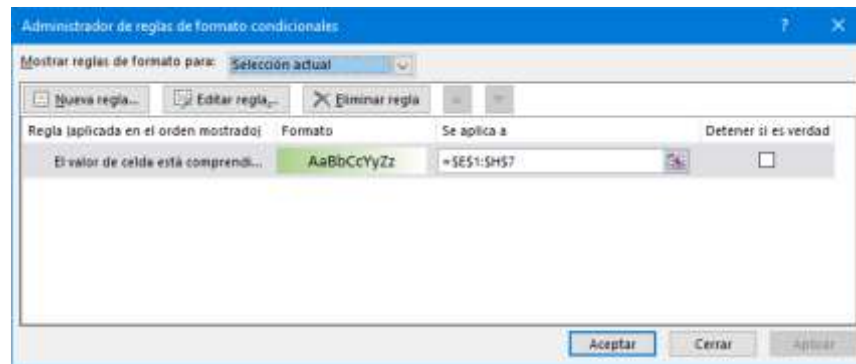 Administrador de reglas de formato condicionales ? ×
Mostrar reglas de formato para: Selección actual
Nueva regla... Editar regla... Eliminar regla
Regla (aplicada en el orden mostrado) Formato Se aplica a Detener si es verdad
El valor de celda está comprendi... AaBbCcYyZz =$E$1:$H$7
Aceptar Cerrar Aplicar